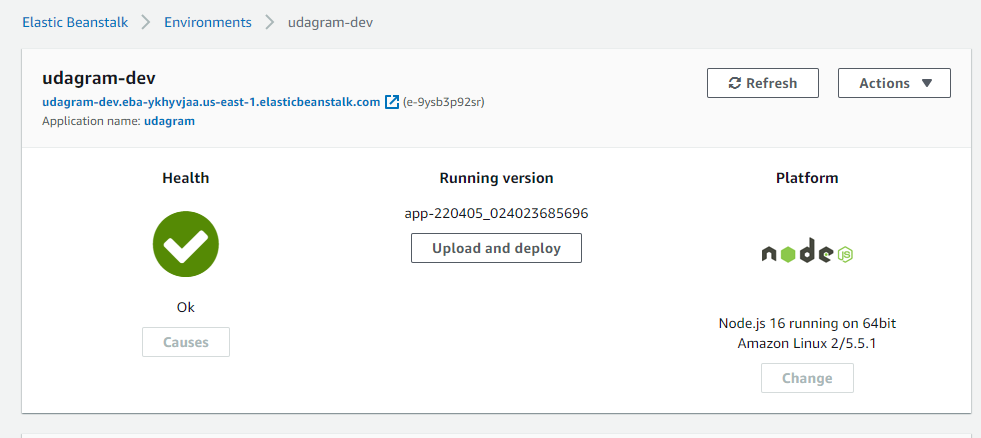 Elastic Beanstalk > Environments > udagram-dev
udagram-dev
Refresh
Actions
udagram-dev.eba-ykhyvjaa.us-east-1.elasticbeanstalk.com (e-9ysb3p92sr)
Application name: udagram
Health
Running version
Platform
app-220405_024023685696
Upload and deploy
node
JS
Ok
Causes
Node.js 16 running on 64bit
Amazon Linux 2/5.5.1
Change